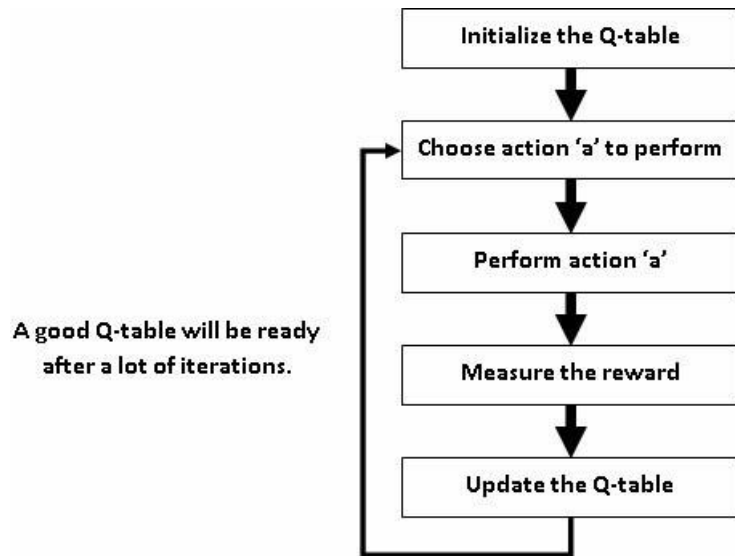 Initialize the Q-table
Choose action ‘a’ to perform
Perform action ‘a’
A good Q-table will be ready
after a lot of iterations.
Measure the reward
Update the Q-table